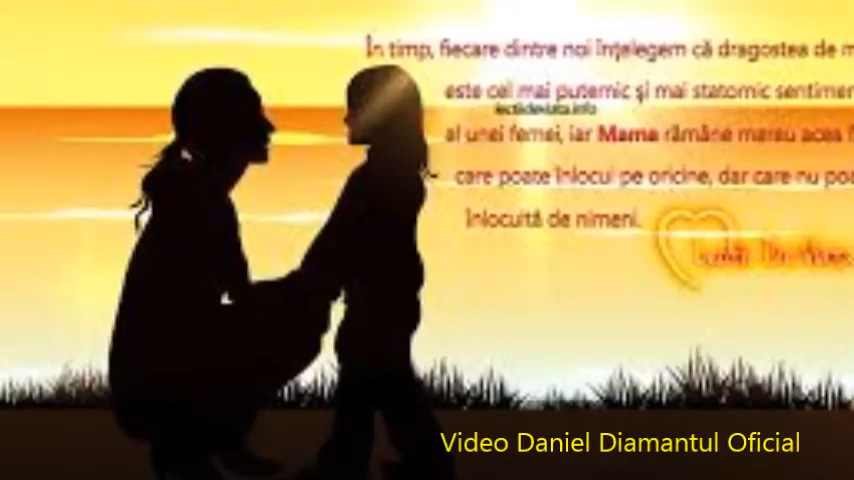 În timp, fiecare dintre noi înțelegem că dragostea de
este cel mai puternic și mai statornic
lectiideviata.info
al unei femei, iar Mama rămâne mereu acea
care poate înlocui pe oricine, dar care nu
înlocuită de nimeni.
Video Daniel Diamantul Oficial